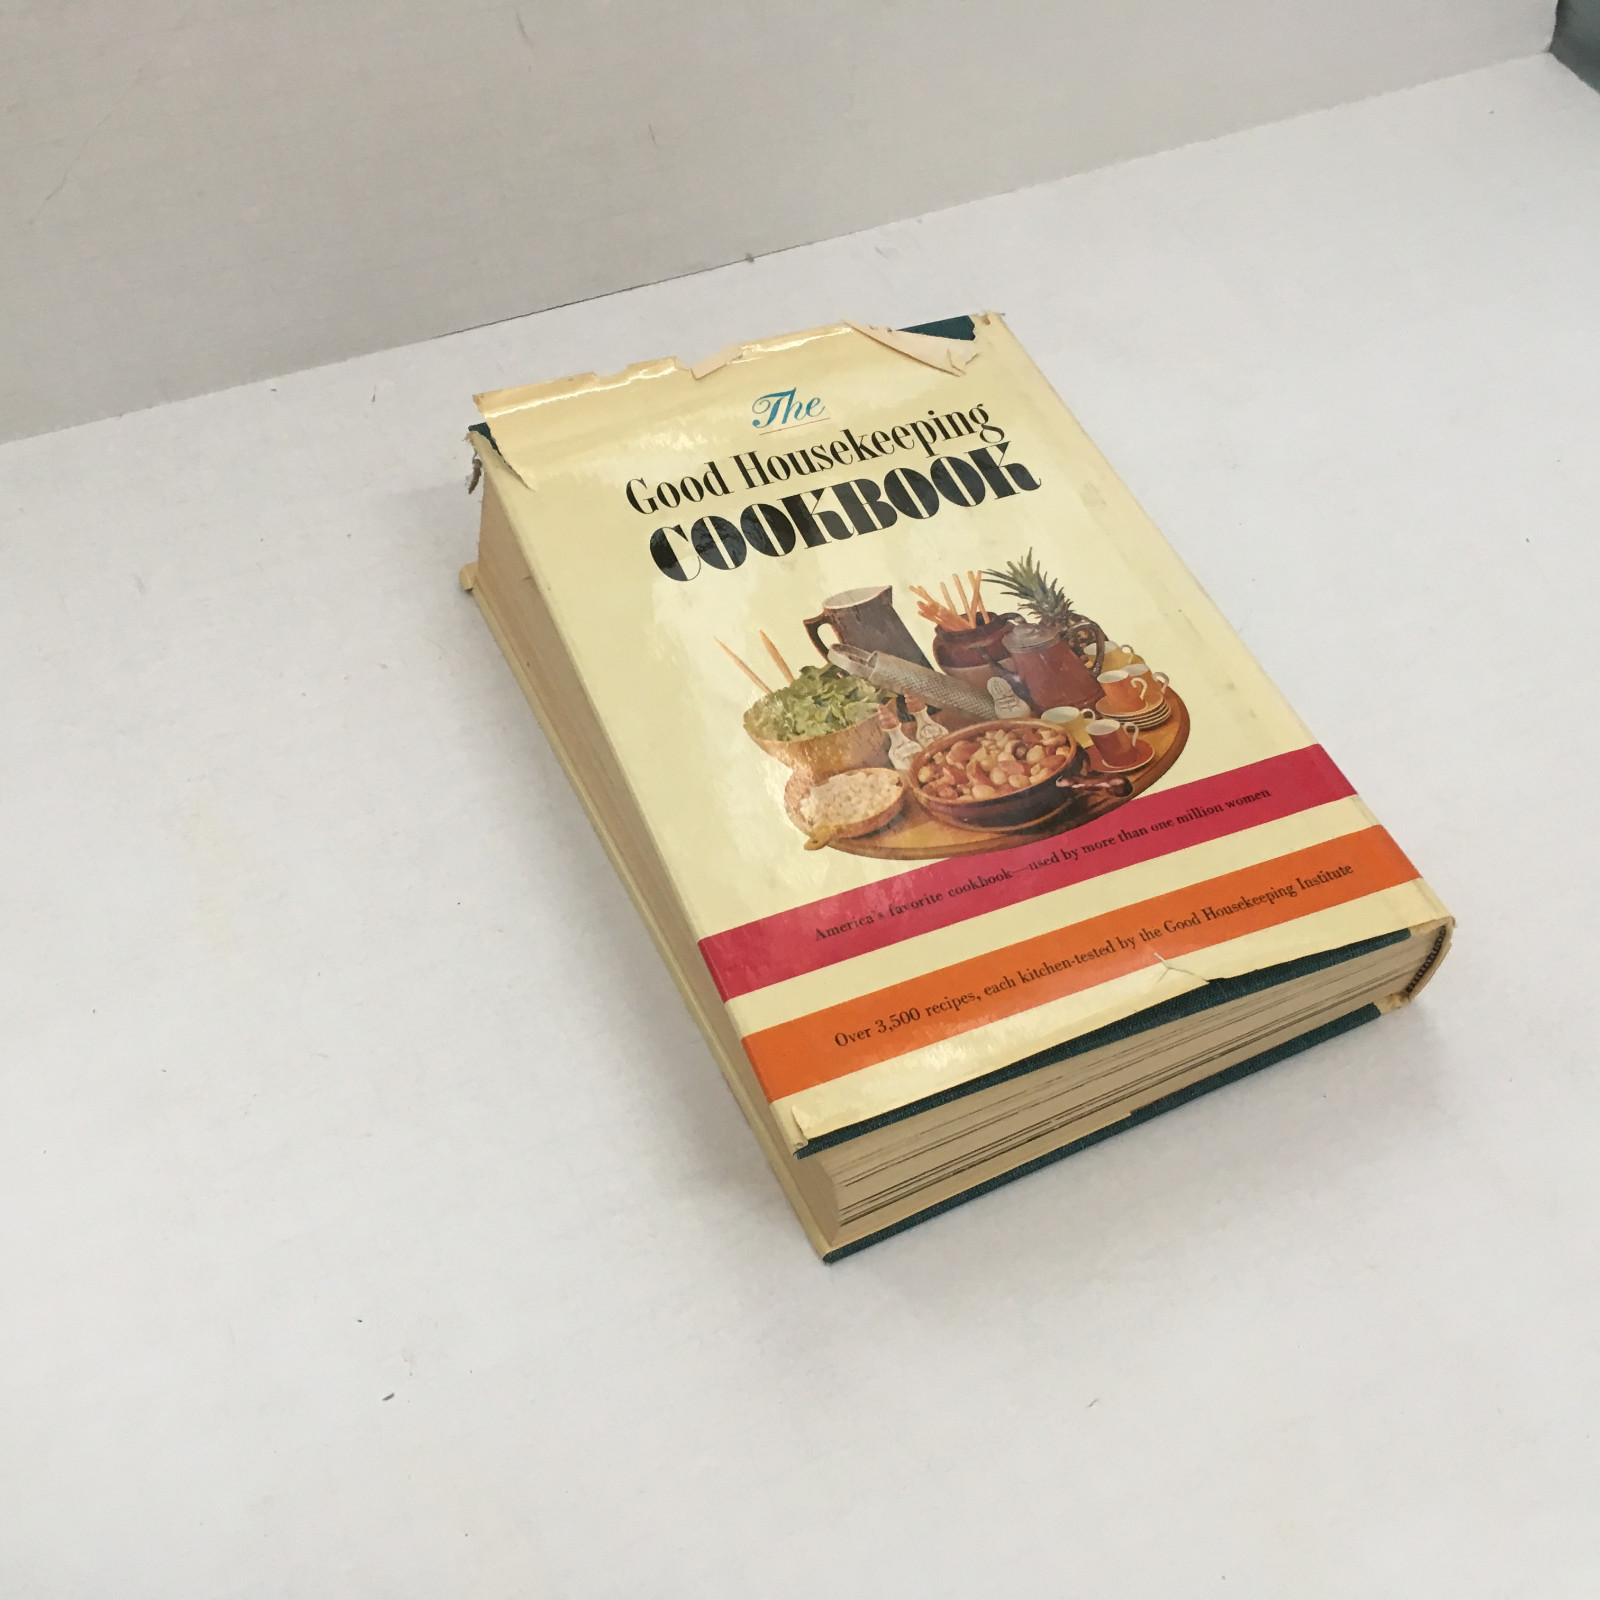 The
Good Housekeeping
COOKBOOK
America's favorite cookbook—used by more than one million women
Over 3,500 recipes, each kitchen-tested by the Good Housekeeping Institute